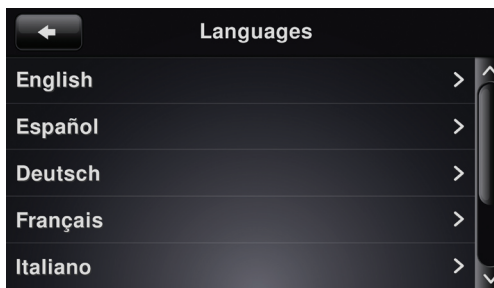 Languages
English
Español
Deutsch
Français
Italiano